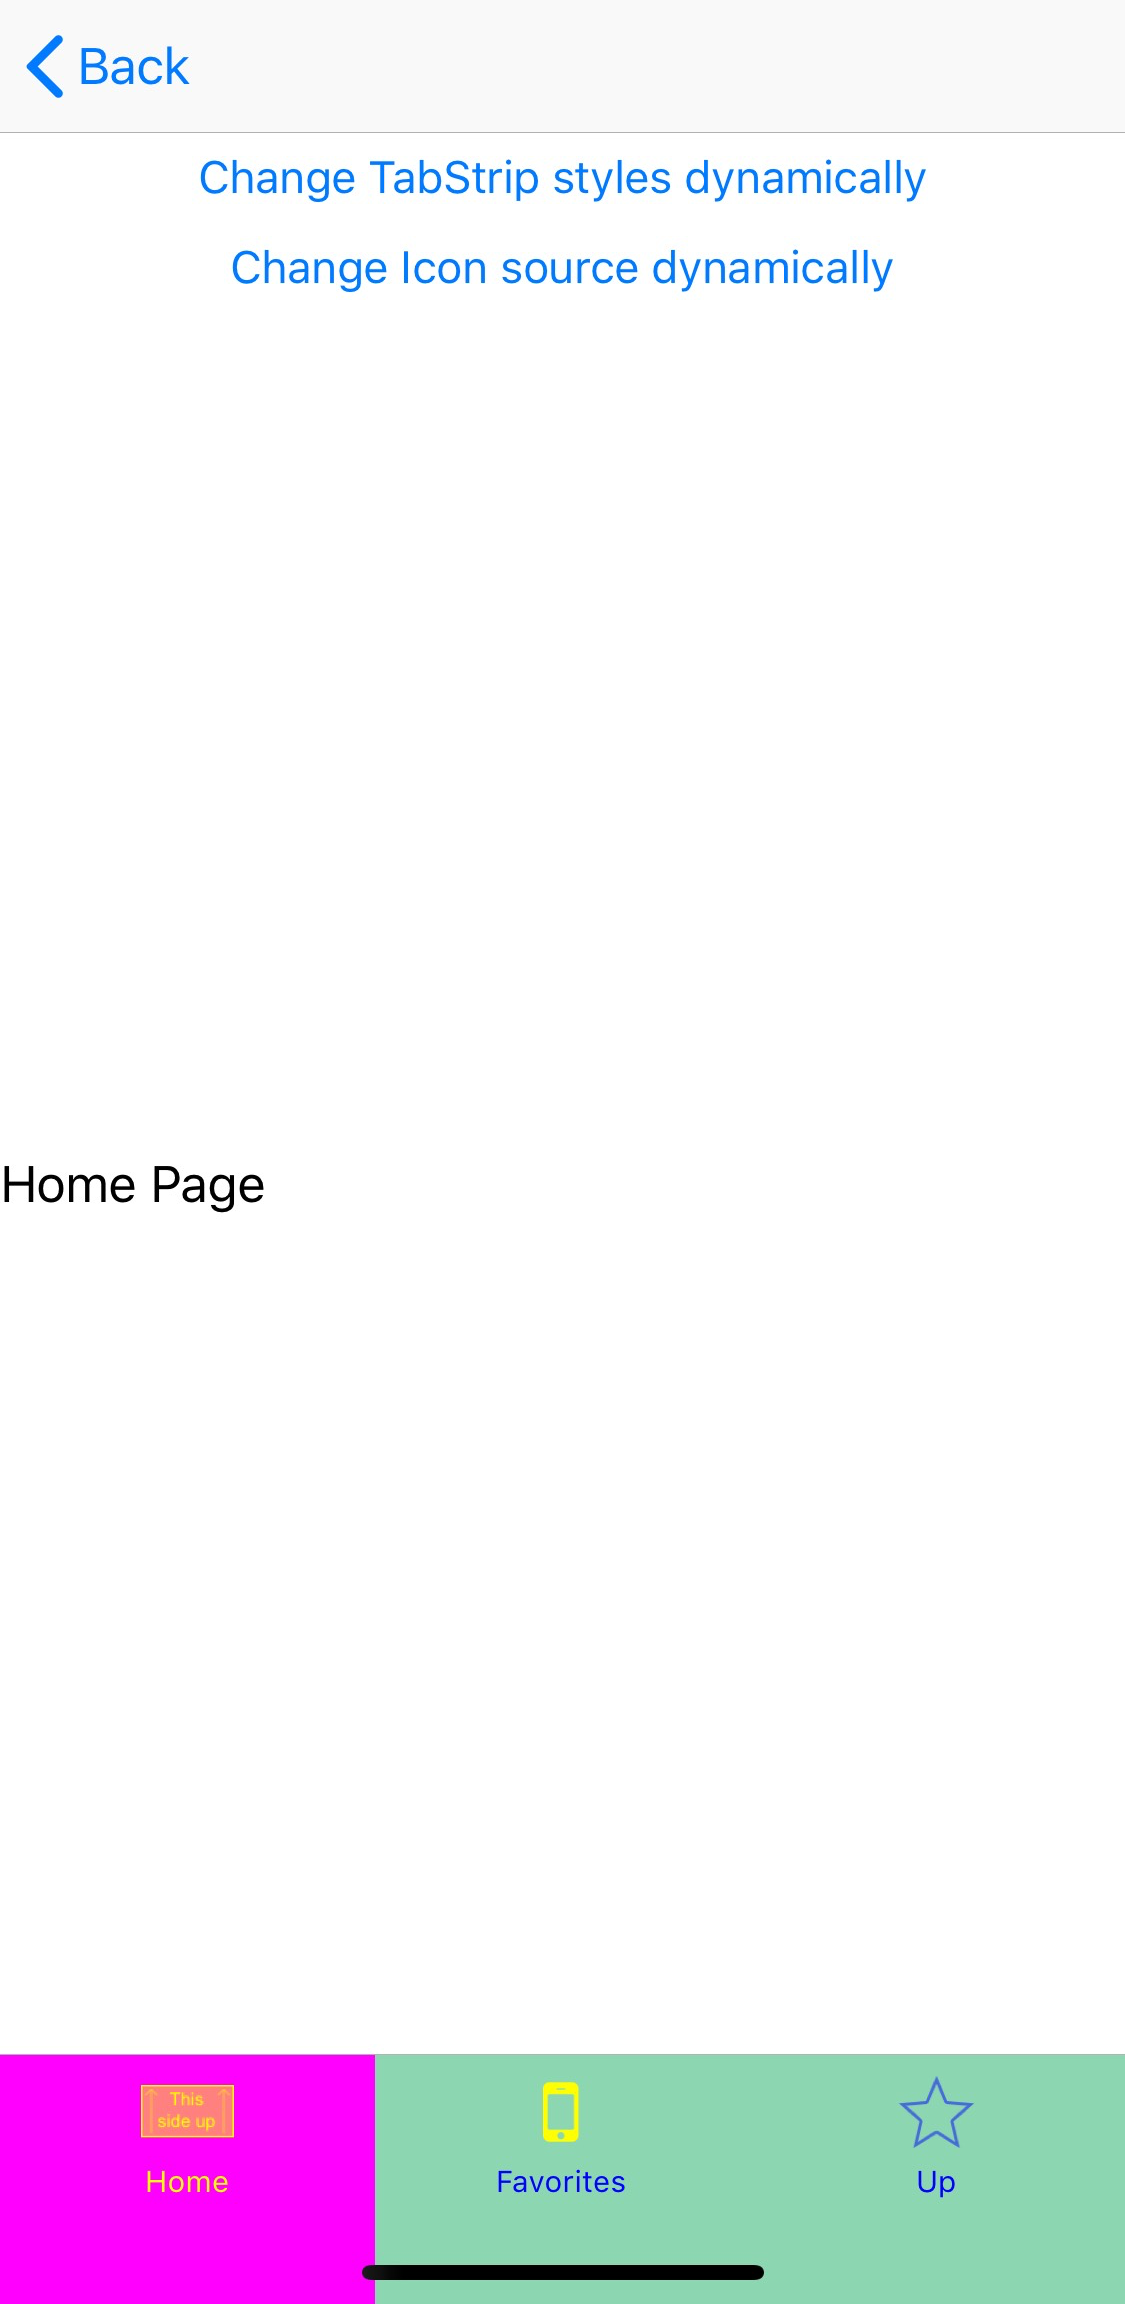 Back
Change TabStrip styles dynamically
Change Icon source dynamically
Home Page
This
side up
Home
Favorites
Up